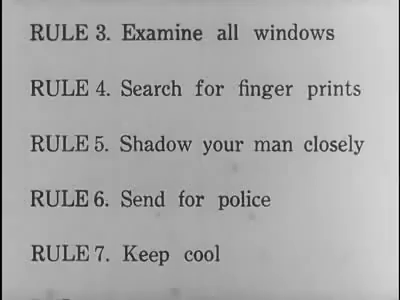 RULE 3. Examine all windows
RULE 4. Search for finger prints
RULE 5. Shadow your man closely
RULE 6. Send for police
RULE 7. Keep cool